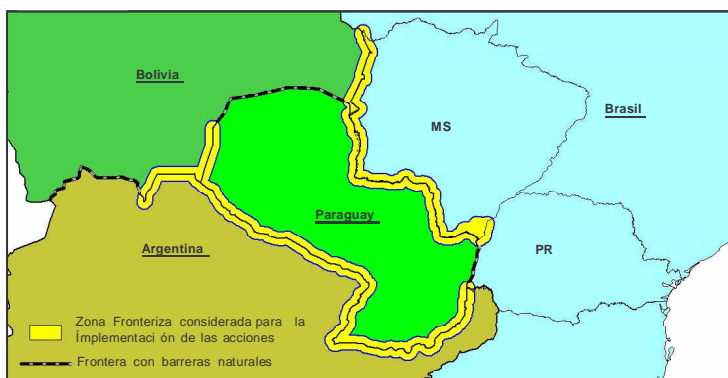 Bolivia
Brasil
MS
Paraguay
Argentina
PR
Zona Fronteriza considerada para la
Ímplementaci ón de las acciones
Frontera con barreras naturales